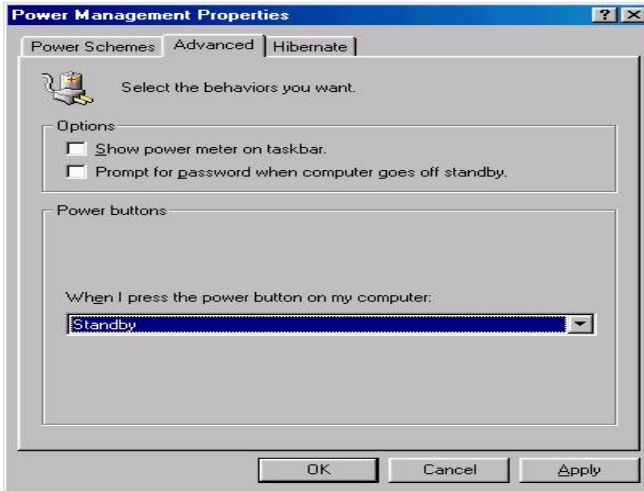 Power Management Properties
Power Schemes Advanced Hibernate
Select the behaviors you want.
Options
Show power meter on taskbar.
Prompt for password when computer goes off standby.
Power buttons
When I press the power button on my computer:
Standby
OK Cancel Apply